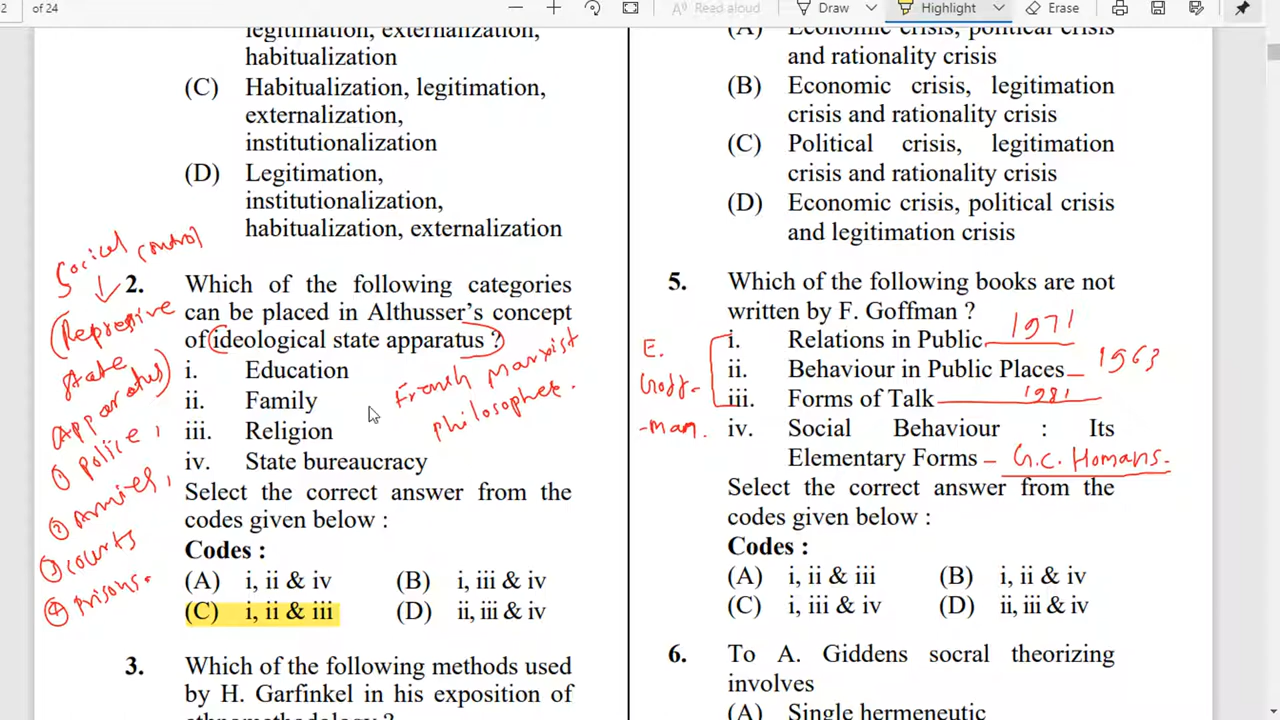 2 of 24
Read aloud
Draw
Highlight
Erase
legitimation, externalization,
habitualization
(C) Habitualization, legitimation,
externalization,
institutionalization
(D) Legitimation,
institutionalization,
habitualization, externalization
Social control
(Repressive
state
Apparatus)
① police,
② Armies,
③ courts
④ Prisons.
2. Which of the following categories
can be placed in Althusser’s concept
of ideological state apparatus ?
French Marxist
philosopher.
i. Education
ii. Family
iii. Religion
iv. State bureaucracy
Select the correct answer from the
codes given below :
Codes :
(A) i, ii & iv (B) i, iii & iv
(C) i, ii & iii (D) ii, iii & iv
3. Which of the following methods used
by H. Garfinkel in his exposition of
ethnomethodology ?
(A) Economic crisis, political crisis
and rationality crisis
(B) Economic crisis, legitimation
crisis and rationality crisis
(C) Political crisis, legitimation
crisis and rationality crisis
(D) Economic crisis, political crisis
and legitimation crisis
5. Which of the following books are not
written by F. Goffman ?
E.
Goff-
-man.
i. Relations in Public 1971
ii. Behaviour in Public Places – 1963
iii. Forms of Talk 1981
iv. Social Behaviour : Its
Elementary Forms – G.C. Homans.
Select the correct answer from the
codes given below :
Codes :
(A) i, ii & iii (B) i, ii & iv
(C) i, iii & iv (D) ii, iii & iv
6. To A. Giddens socral theorizing
involves
(A) Single hermeneutic